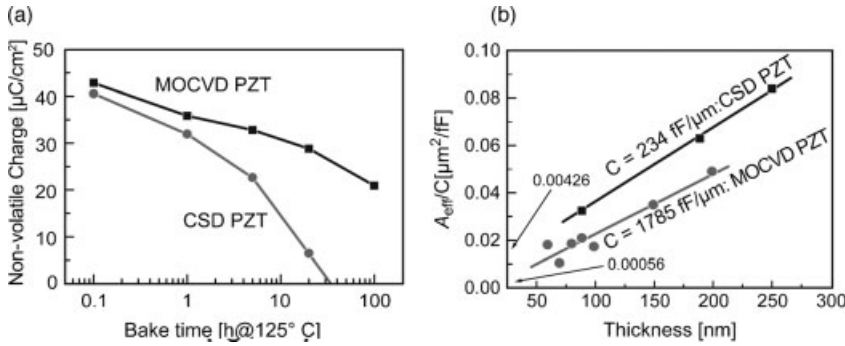 (a)
50
40
30
20
10
0
Non-volatile Charge [µC/cm²]
MOCVD PZT
CSD PZT
0.1
1
10
100
Bake time [h@125° C]
(b)
0.10
0.08
0.06
0.04
0.02
0.00
A_eff/C[µm²/fF]
C = 234 fF/µm:CSD PZT
C = 1785 fF/µm: MOCVD PZT
0.00426
0.00056
50
100
150
200
250
300
Thickness [nm]